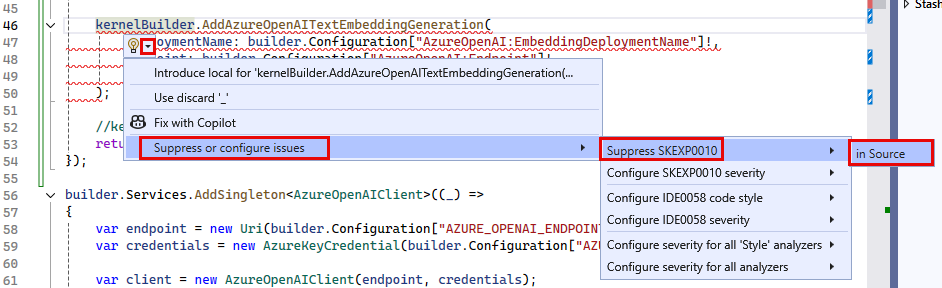 45
Stash
46 kernelBuilder.AddAzureOpenAITextEmbeddingGeneration(
47 oymentName: builder.Configuration["AzureOpenAI:EmbeddingDeploymentName"]!,
48
49
Introduce local for 'kernelBuilder.AddAzureOpenAITextEmbeddingGeneration(...
50 );
Use discard '_'
51
Fix with Copilot
52 //ke
53 retu
Suppress or configure issues
Suppress SKEXP0010
in Source
54 });
Configure SKEXP0010 severity
55
Configure IDE0058 code style
56 builder.Services.AddSingleton<AzureOpenAIClient>((_) =>
Configure IDE0058 severity
57 {
58 var endpoint = new Uri(builder.Configuration["AZURE_OPENAI_ENDPOINT
Configure severity for all 'Style' analyzers
59 var credentials = new AzureKeyCredential(builder.Configuration["AZU
Configure severity for all analyzers
60
61 var client = new AzureOpenAIClient(endpoint, credentials);